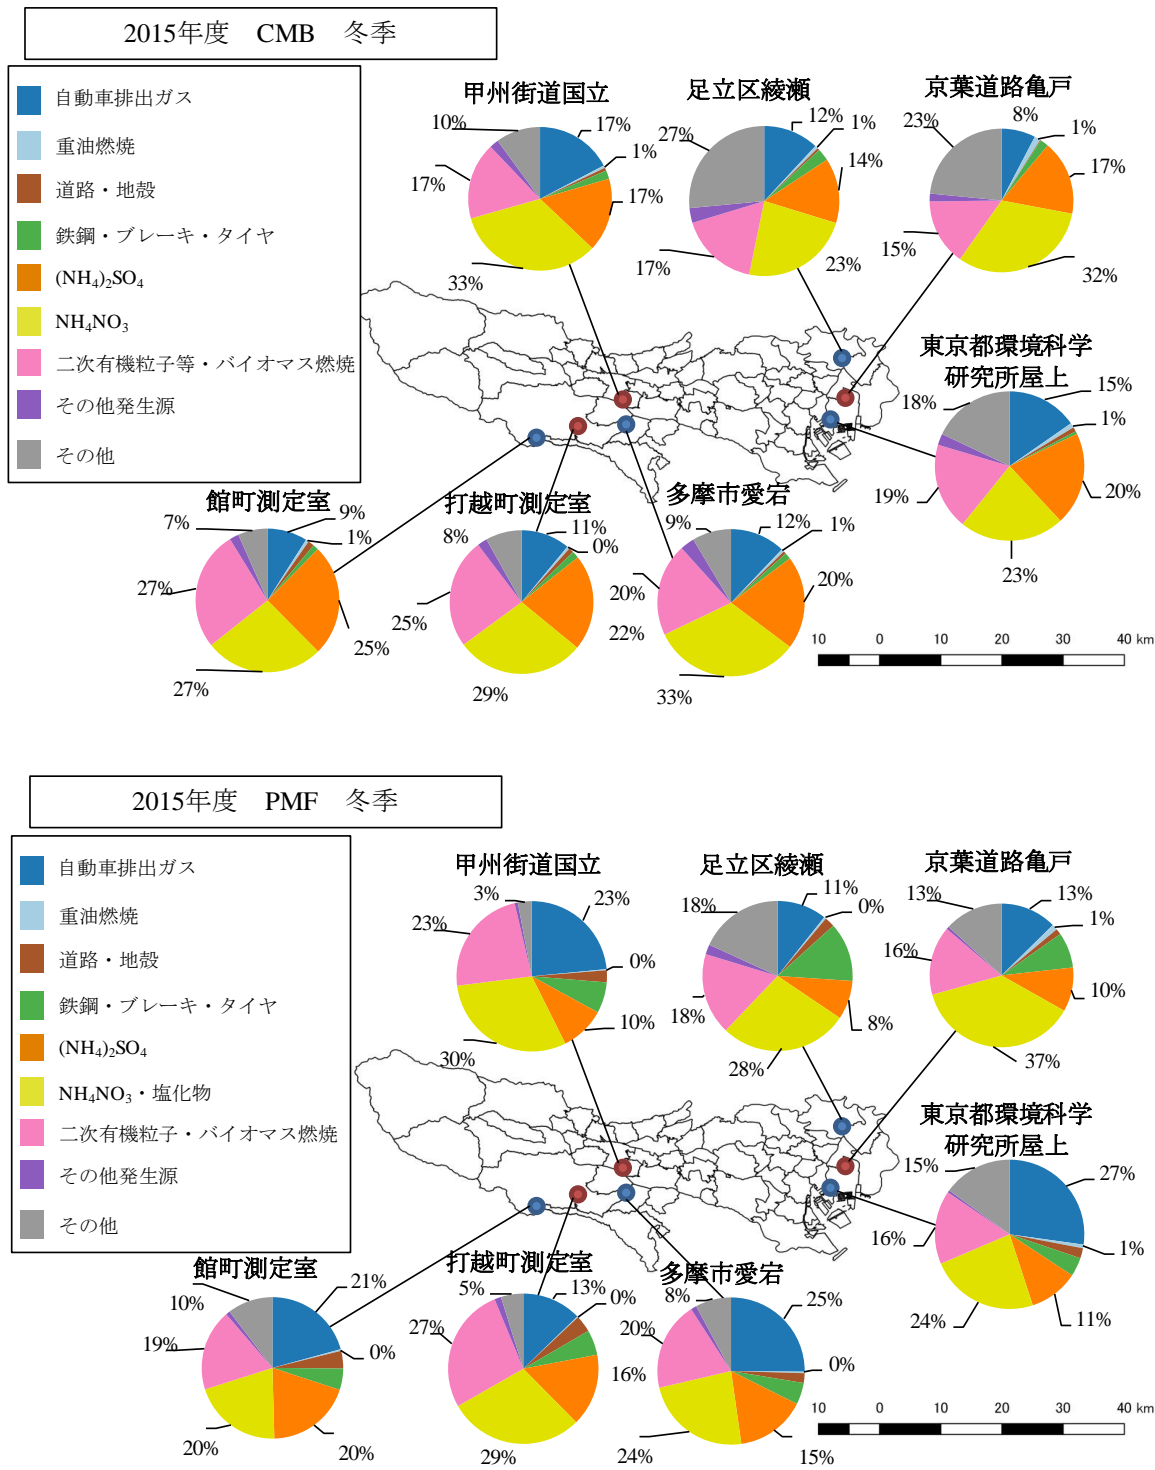 2015年度　CMB　冬季
自動車排出ガス
重油燃焼
道路・地殻
鉄鋼・ブレーキ・タイヤ
(NH₄)₂SO₄
NH₄NO₃
二次有機粒子等・バイオマス燃焼
その他発生源
その他
甲州街道国立
10%
17%
1%
17%
17%
33%
足立区綾瀬
27%
12%
1%
14%
17%
23%
京葉道路亀戸
23%
8%
1%
17%
15%
32%
東京都環境科学
研究所屋上
18%
15%
1%
20%
19%
23%
館町測定室
7%
9%
1%
27%
25%
27%
打越町測定室
8%
11%
0%
25%
22%
29%
多摩市愛宕
9%
12%
1%
20%
20%
33%
10 0 10 20 30 40 km
2015年度　PMF　冬季
自動車排出ガス
重油燃焼
道路・地殻
鉄鋼・ブレーキ・タイヤ
(NH₄)₂SO₄
NH₄NO₃・塩化物
二次有機粒子・バイオマス燃焼
その他発生源
その他
甲州街道国立
3%
23%
23%
0%
10%
30%
足立区綾瀬
18%
11%
0%
18%
8%
28%
京葉道路亀戸
13%
13%
1%
16%
10%
37%
東京都環境科学
研究所屋上
15%
27%
16%
1%
24%
11%
館町測定室
10%
21%
19%
0%
20%
20%
打越町測定室
5%
13%
0%
27%
16%
29%
多摩市愛宕
8%
25%
20%
0%
24%
15%
10 0 10 20 30 40 km